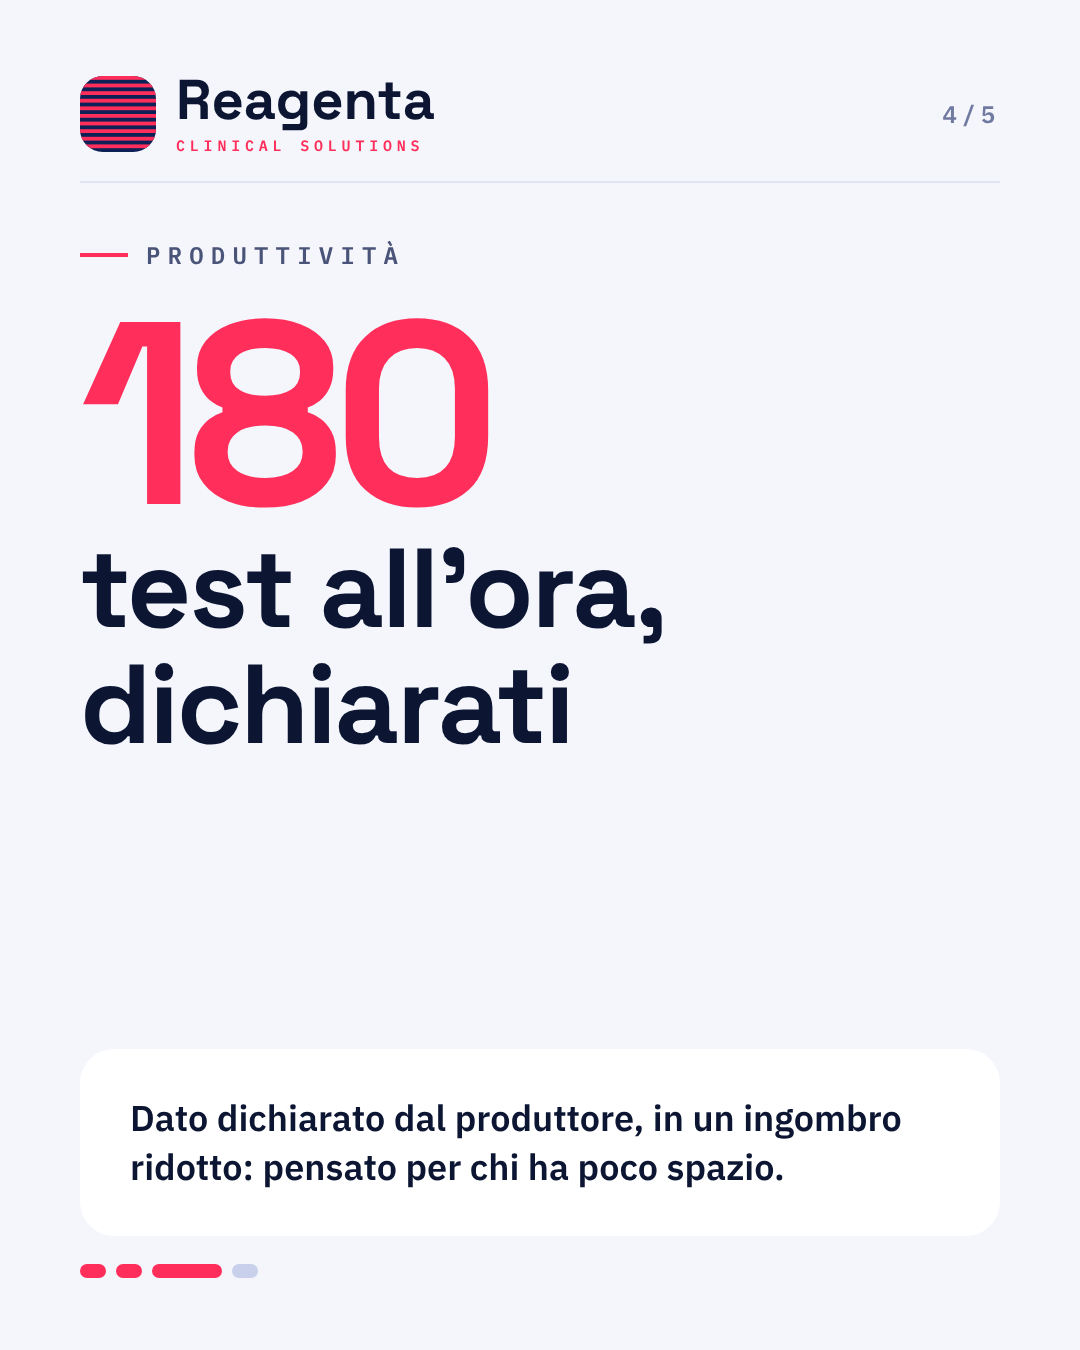 Reagenta
CLINICAL SOLUTIONS
4 / 5
PRODUTTIVITÀ
180
test all’ora,
dichiarati
Dato dichiarato dal produttore, in un ingombro
ridotto: pensato per chi ha poco spazio.